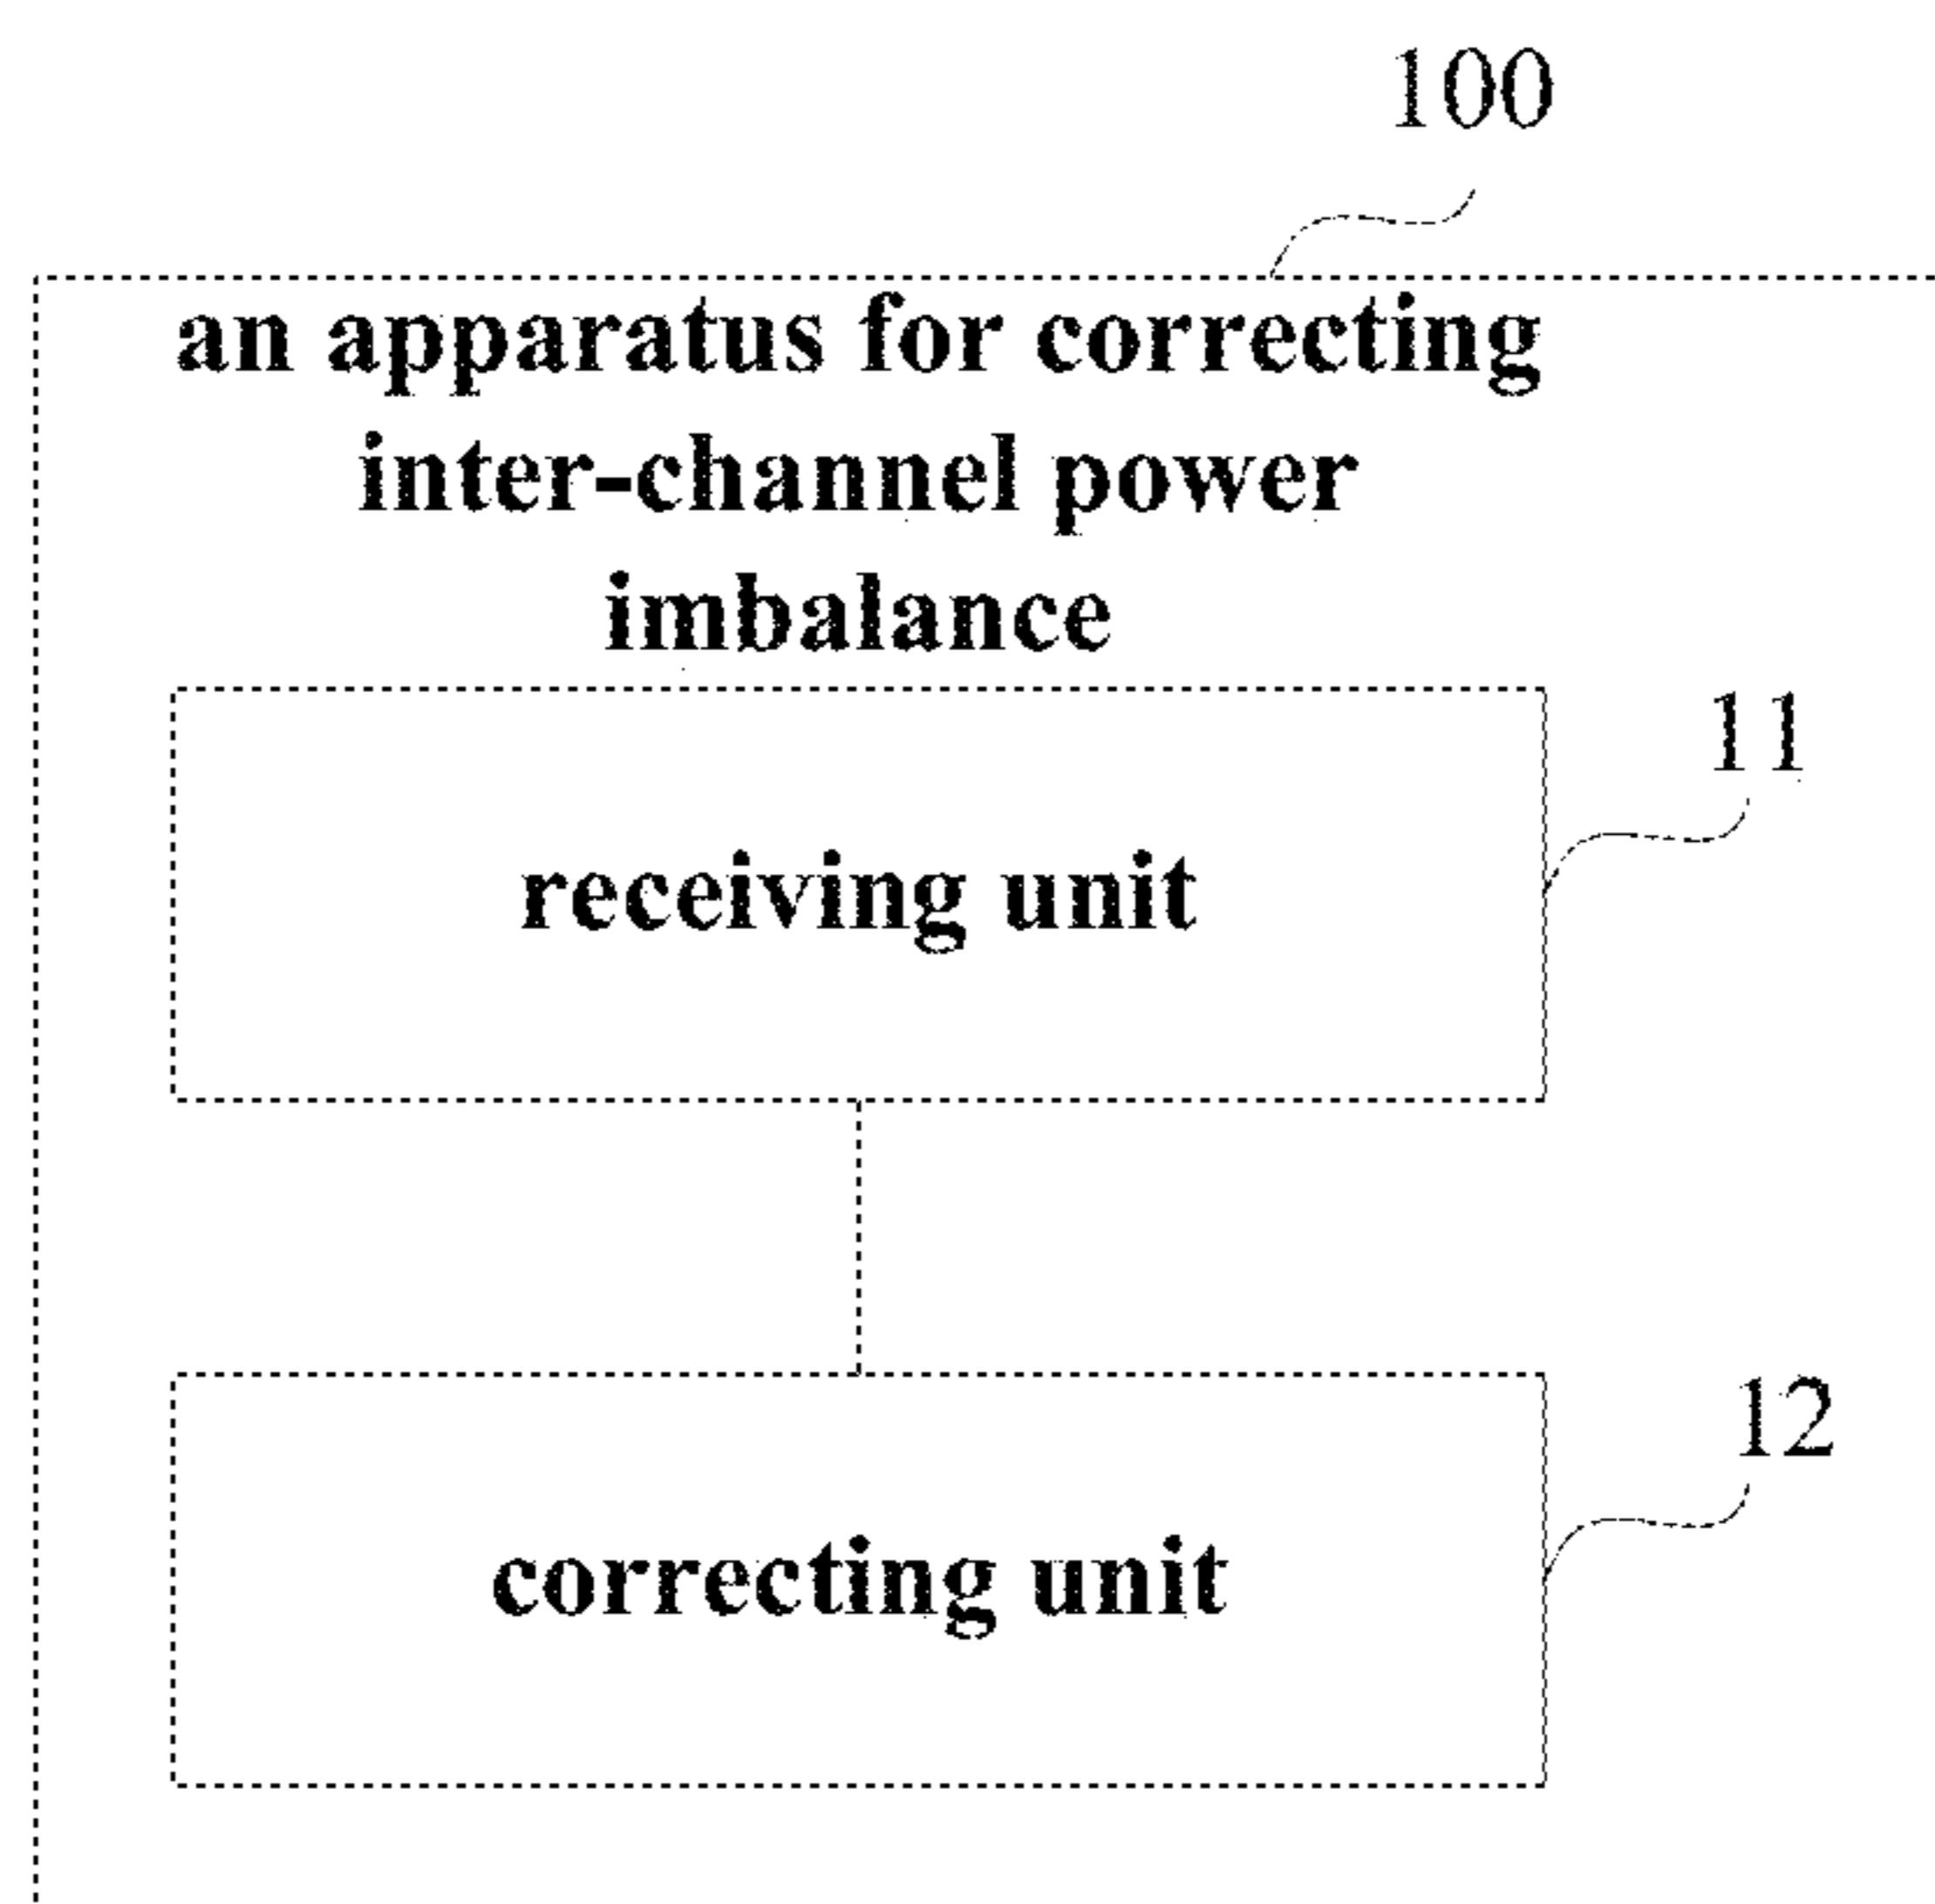 100
an apparatus for correcting
inter-channel power
imbalance
11
receiving unit
12
correcting unit